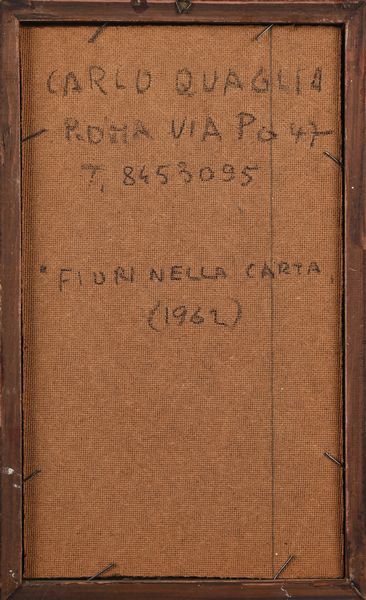 CARLO QUAGLIA
ROMA VIA PO 47
T, 8453095
"FIORI NELLA CARTA,
(1962)